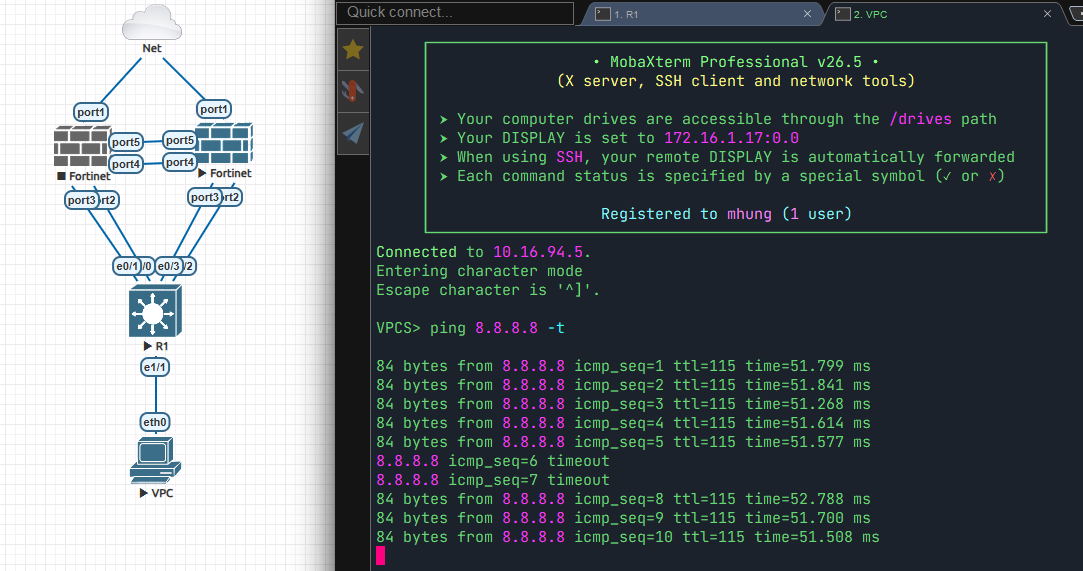 Net
port1
port1
port5
port5
port4
port4
Fortinet
Fortinet
port3
rt2
port3
rt2
e0/1
/0
e0/3
/2
R1
e1/1
eth0
VPC
Quick connect...
1. R1
2. VPC
• MobaXterm Professional v26.5 •
(X server, SSH client and network tools)
➤ Your computer drives are accessible through the /drives path
➤ Your DISPLAY is set to 172.16.1.17:0.0
➤ When using SSH, your remote DISPLAY is automatically forwarded
➤ Each command status is specified by a special symbol (✓ or ✗)
Registered to mhung (1 user)
Connected to 10.16.94.5.
Entering character mode
Escape character is '^]'.
VPCS> ping 8.8.8.8 -t
84 bytes from 8.8.8.8 icmp_seq=1 ttl=115 time=51.799 ms
84 bytes from 8.8.8.8 icmp_seq=2 ttl=115 time=51.841 ms
84 bytes from 8.8.8.8 icmp_seq=3 ttl=115 time=51.268 ms
84 bytes from 8.8.8.8 icmp_seq=4 ttl=115 time=51.614 ms
84 bytes from 8.8.8.8 icmp_seq=5 ttl=115 time=51.577 ms
8.8.8.8 icmp_seq=6 timeout
8.8.8.8 icmp_seq=7 timeout
84 bytes from 8.8.8.8 icmp_seq=8 ttl=115 time=52.788 ms
84 bytes from 8.8.8.8 icmp_seq=9 ttl=115 time=51.700 ms
84 bytes from 8.8.8.8 icmp_seq=10 ttl=115 time=51.508 ms